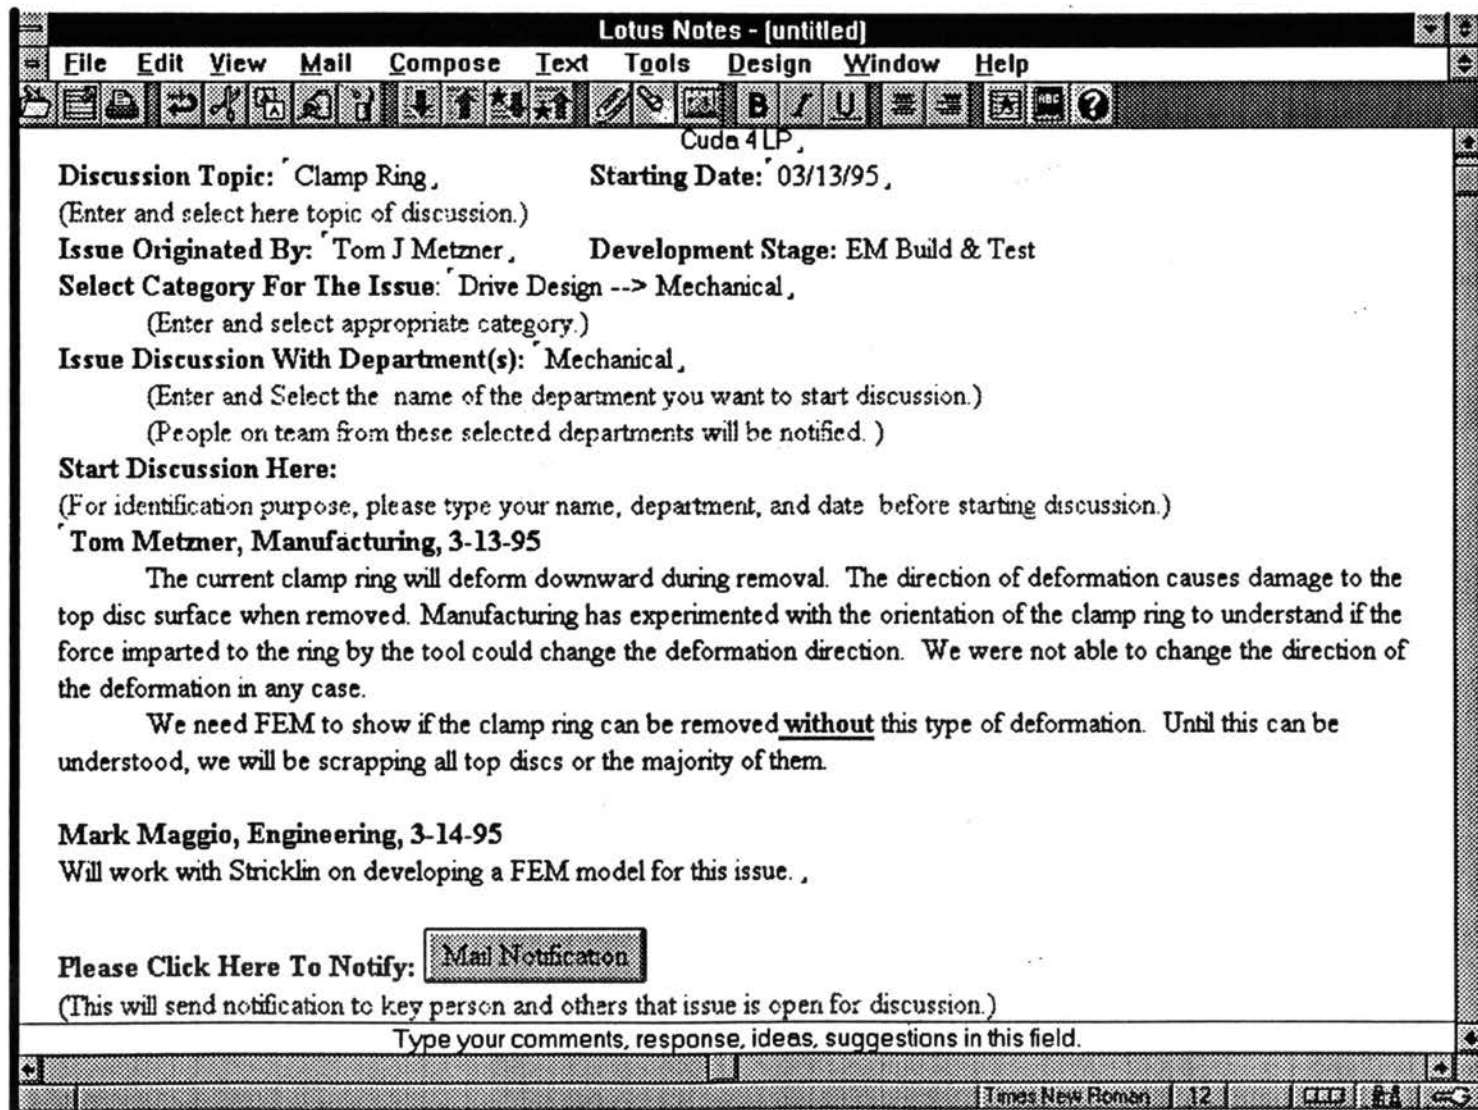 Lotus Notes - [untitled]
File Edit View Mail Compose Text Tools Design Window Help
B I U ABC ?
Cuda 4 LP
Discussion Topic: Clamp Ring Starting Date: 03/13/95
(Enter and select here topic of discussion.)
Issue Originated By: Tom J Metzner Development Stage: EM Build & Test
Select Category For The Issue: Drive Design --> Mechanical
(Enter and select appropriate category.)
Issue Discussion With Department(s): Mechanical
(Enter and Select the name of the department you want to start discussion.)
(People on team from these selected departments will be notified. )
Start Discussion Here:
(For identification purpose, please type your name, department, and date before starting discussion.)
Tom Metzner, Manufacturing, 3-13-95
The current clamp ring will deform downward during removal. The direction of deformation causes damage to the
top disc surface when removed. Manufacturing has experimented with the orientation of the clamp ring to understand if the
force imparted to the ring by the tool could change the deformation direction. We were not able to change the direction of
the deformation in any case.
We need FEM to show if the clamp ring can be removed without this type of deformation. Until this can be
understood, we will be scrapping all top discs or the majority of them.
Mark Maggio, Engineering, 3-14-95
Will work with Stricklin on developing a FEM model for this issue.
Please Click Here To Notify: Mail Notification
(This will send notification to key person and others that issue is open for discussion.)
Type your comments, response, ideas, suggestions in this field.
Times New Roman 12